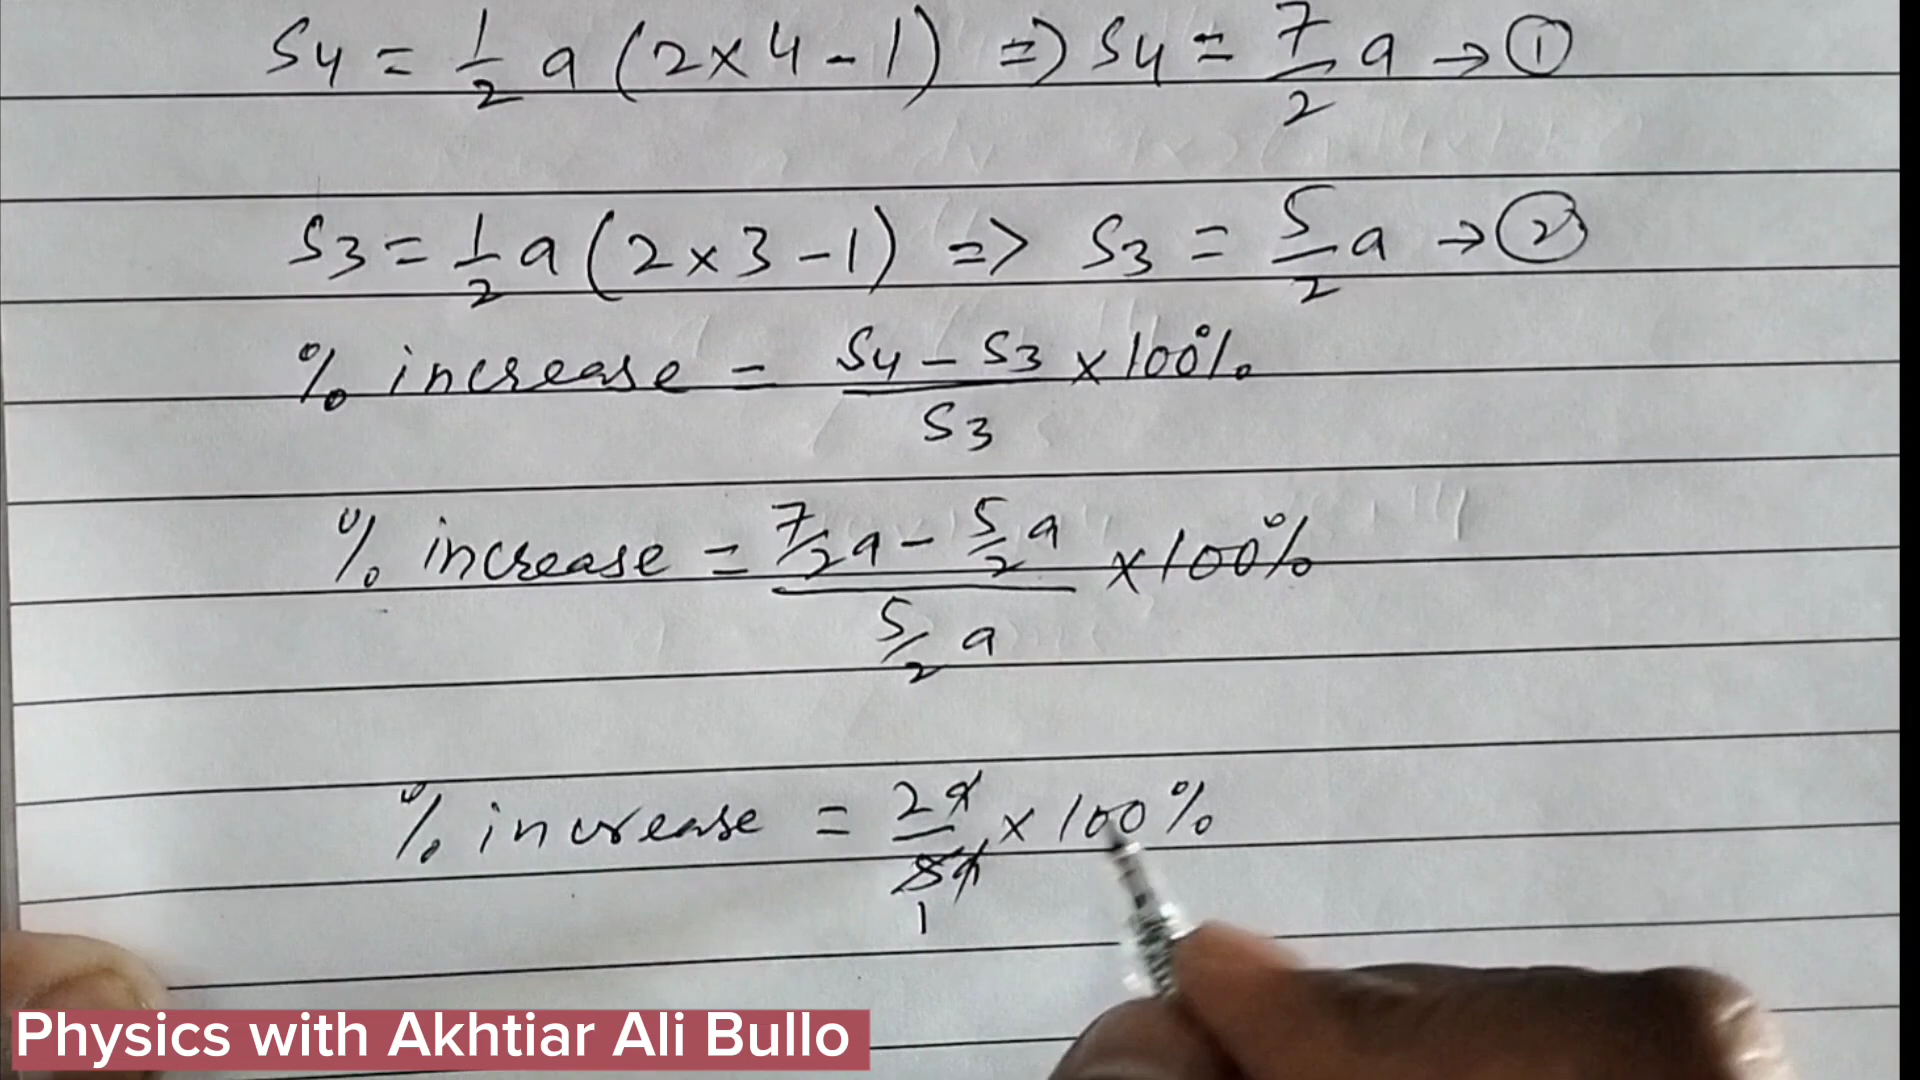 S4 = 1/2 a (2×4-1) => S4 = 7/2 a → ①
S3 = 1/2 a (2×3-1) => S3 = 5/2 a → ②
% increase = S4 - S3 / S3 × 100%
% increase = 7/2 a - 5/2 a / 5/2 a × 100%
% increase = 2a / 5a × 100%
1
Physics with Akhtiar Ali Bullo